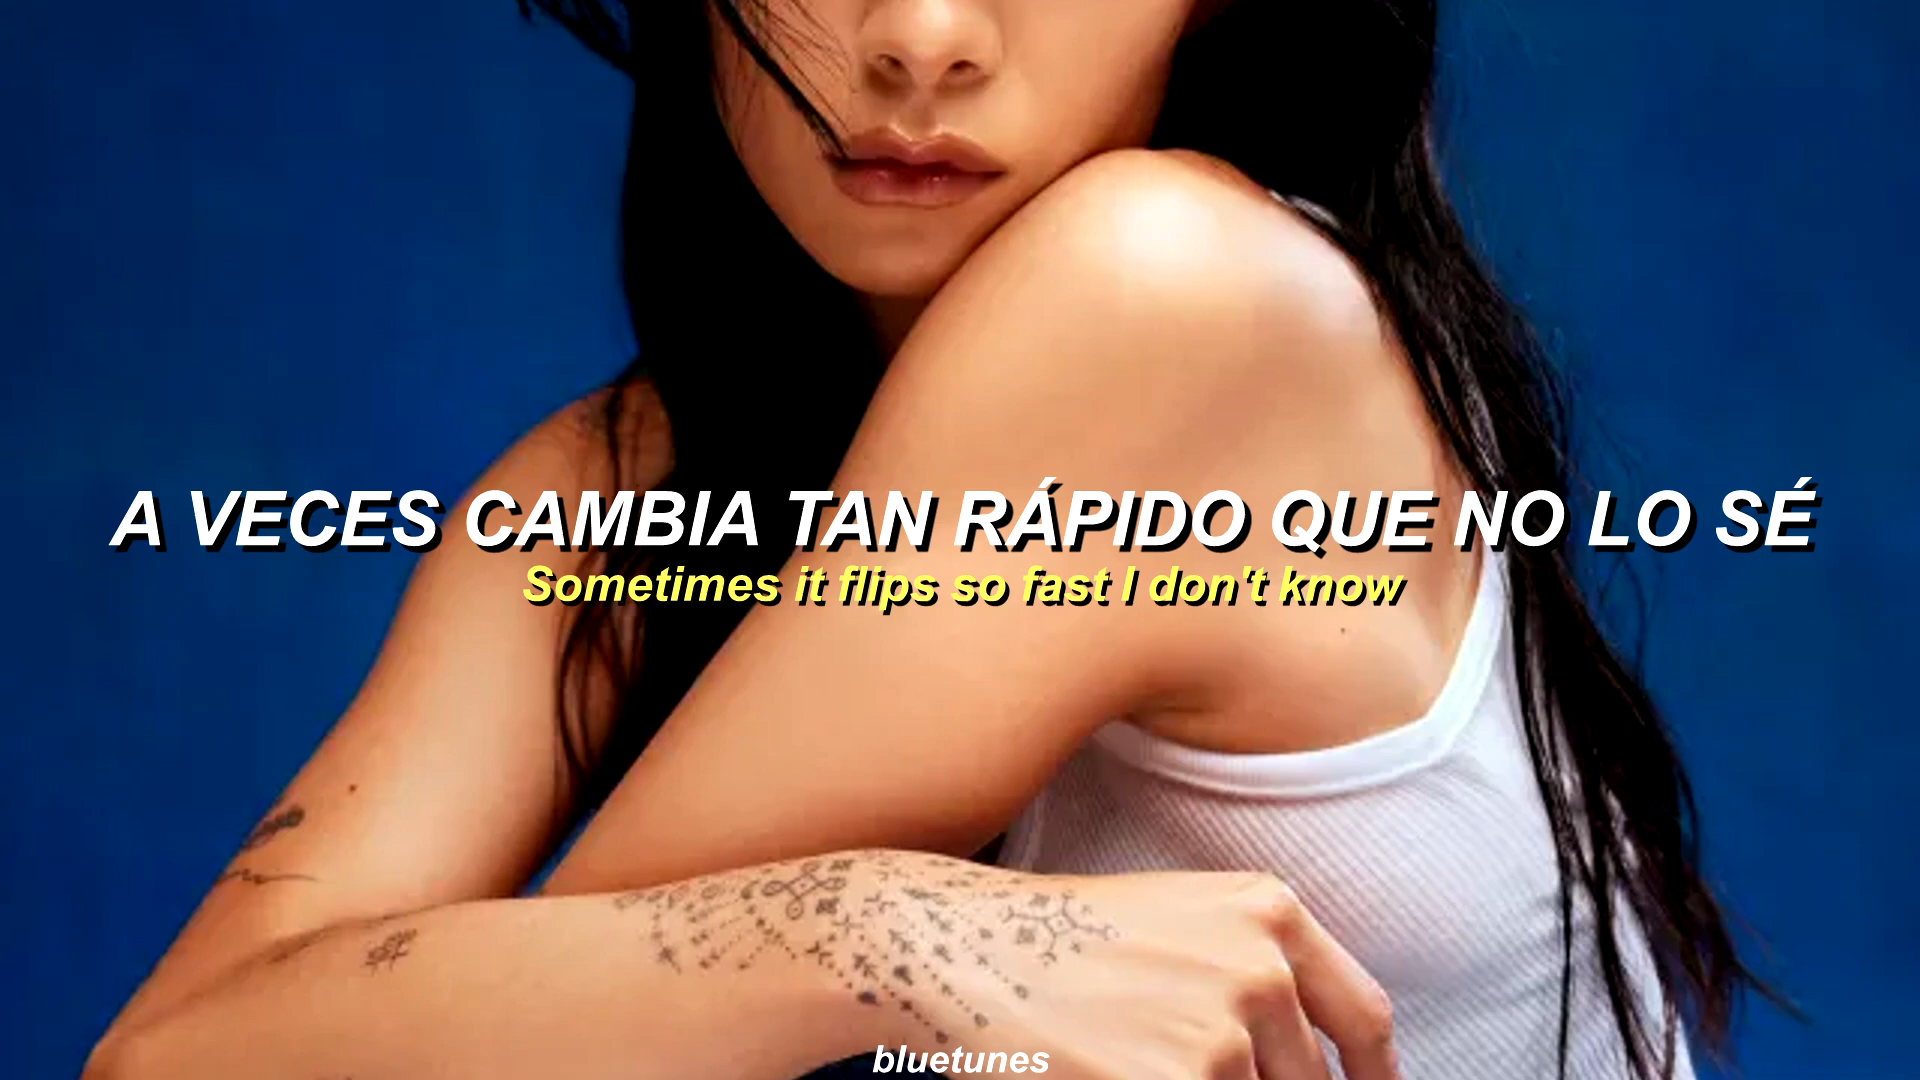 A VECES CAMBIA TAN RÁPIDO QUE NO LO SÉ
Sometimes it flips so fast I don't know
bluetunes